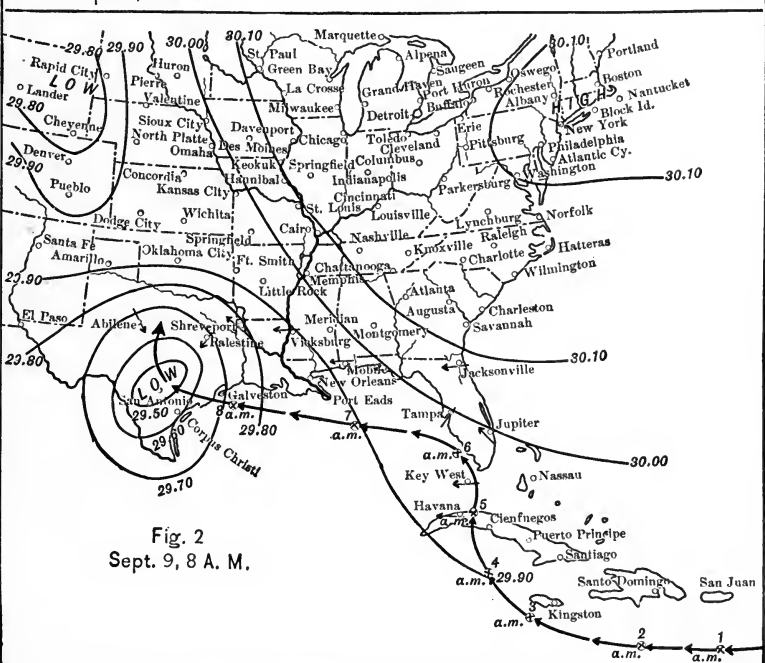 Marquette
29.80
29.90
30.00
30.10
30.10
St. Paul
Alpena
Portland
Rapid City
Huron
Green Bay
Saugeen
Oswego
LOW
Pierre
La Crosse
Grand Haven
Port Huron
Rochester
Boston
Lander
Valentine
Milwaukee
Detroit
Buffalo
Albany
HIGH
Nantucket
29.80
Sioux City
Block Id.
Cheyenne
North Platte
Davenport
Chicago
Toledo
Erie
New York
Omaha
Des Moines
Cleveland
Pittsburg
Philadelphia
29.90
Keokuk
Springfield
Columbus
Atlantic Cy.
Denver
Concordia
Hannibal
Indianapolis
Washington
Kansas City
Cincinnati
Parkersburg
30.10
Pueblo
St. Louis
Louisville
Dodge City
Wichita
Lynchburg
Norfolk
Springfield
Cairo
Nashville
Raleigh
Santa Fe
Oklahoma City
Knoxville
Hatteras
Amarillo
Ft. Smith
Chattanooga
Charlotte
29.90
Memphis
Wilmington
Little Rock
Atlanta
El Paso
Augusta
Charleston
Abilene
Shreveport
Meridian
Montgomery
Savannah
29.80
Palestine
Vicksburg
30.10
Mobile
Jacksonville
LOW
New Orleans
San Antonio
Galveston
Port Eads
29.50
8
a.m.
29.80
7
a.m.
Tampa
Jupiter
29.60
Corpus Christi
6
a.m.
30.00
29.70
Key West
Nassau
Havana
5
a.m.
Cienfuegos
Fig. 2
Puerto Principe
Sept. 9, 8 A. M.
Santiago
4
a.m.
29.90
Santo Domingo
San Juan
3
a.m.
Kingston
2
a.m.
1
a.m.